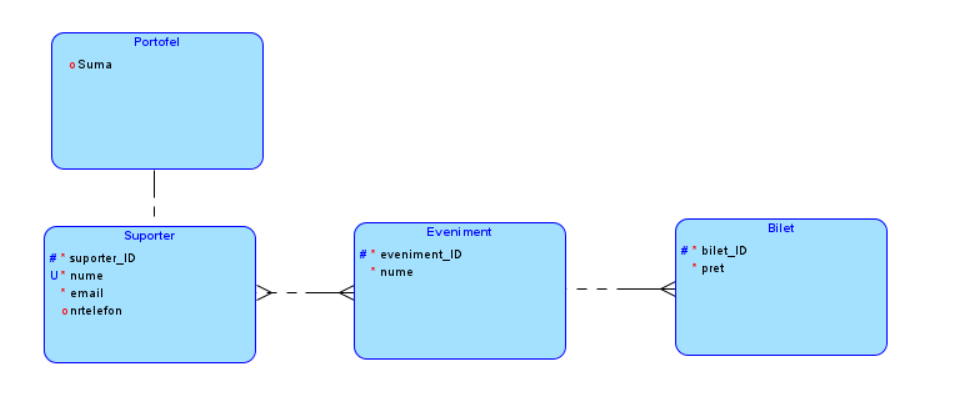 Portofel
o Suma
Suporter
# * suporter_ID
U * nume
* email
o nrtelefon
Eveniment
# * eveniment_ID
* nume
Bilet
# * bilet_ID
* pret